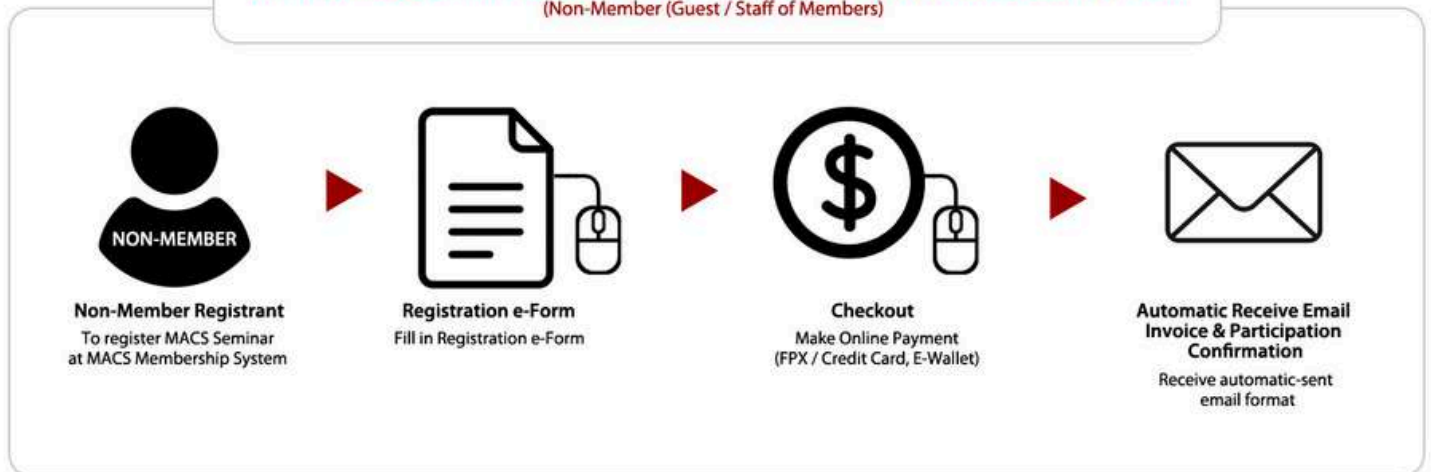 (Non-Member (Guest / Staff of Members)
NON-MEMBER
Non-Member Registrant
To register MACS Seminar
at MACS Membership System
Registration e-Form
Fill in Registration e-Form
$
Checkout
Make Online Payment
(FPX / Credit Card, E-Wallet)
Automatic Receive Email
Invoice & Participation
Confirmation
Receive automatic-sent
email format